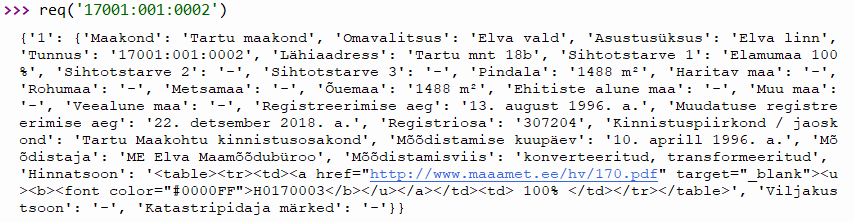 >>> req('17001:001:0002')
{'1': {'Maakond': 'Tartu maakond', 'Omavalitsus': 'Elva vald', 'Asustusüksus': 'Elva linn',
'Tunnus': '17001:001:0002', 'Lähiaadress': 'Tartu mnt 18b', 'Sihtotstarve 1': 'Elamumaa 100
%', 'Sihtotstarve 2': '-', 'Sihtotstarve 3': '-', 'Pindala': '1488 m²', 'Haritav maa': '-',
'Rohumaa': '-', 'Metsamaa': '-', 'Õuemaa': '1488 m²', 'Ehitiste alune maa': '-', 'Muu maa':
'-', 'Veealune maa': '-', 'Registreerimise aeg': '13. august 1996. a.', 'Muudatuse registre
erimise aeg': '22. detsember 2018. a.', 'Registriosa': '307204', 'Kinnistuspiirkond / jaosk
ond': 'Tartu Maakohtu kinnistusosakond', 'Mõõdistamise kuupäev': '10. aprill 1996. a.', 'Mõ
õdistaja': 'ME Elva Maamõõdubüroo', 'Mõõdistamisviis': 'konverteeritud, transformeeritud',
'Hinnatsoon': '<table><tr><td><a href="http://www.maaamet.ee/hv/170.pdf" target="_blank"><u
><b><font color="#0000FF">H0170003</b></u></a></td><td> 100% </td></tr></table>', 'Viljakus
tsoon': '-', 'Katastripidaja märked': '-'}}